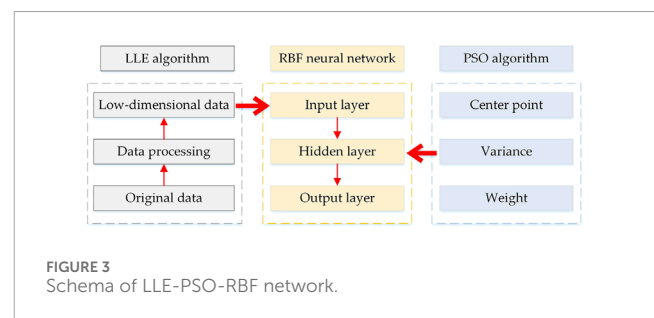 LLE algorithm
RBF neural network
PSO algorithm
Low-dimensional data
Input layer
Center point
Data processing
Hidden layer
Variance
Original data
Output layer
Weight
FIGURE 3
Schema of LLE-PSO-RBF network.